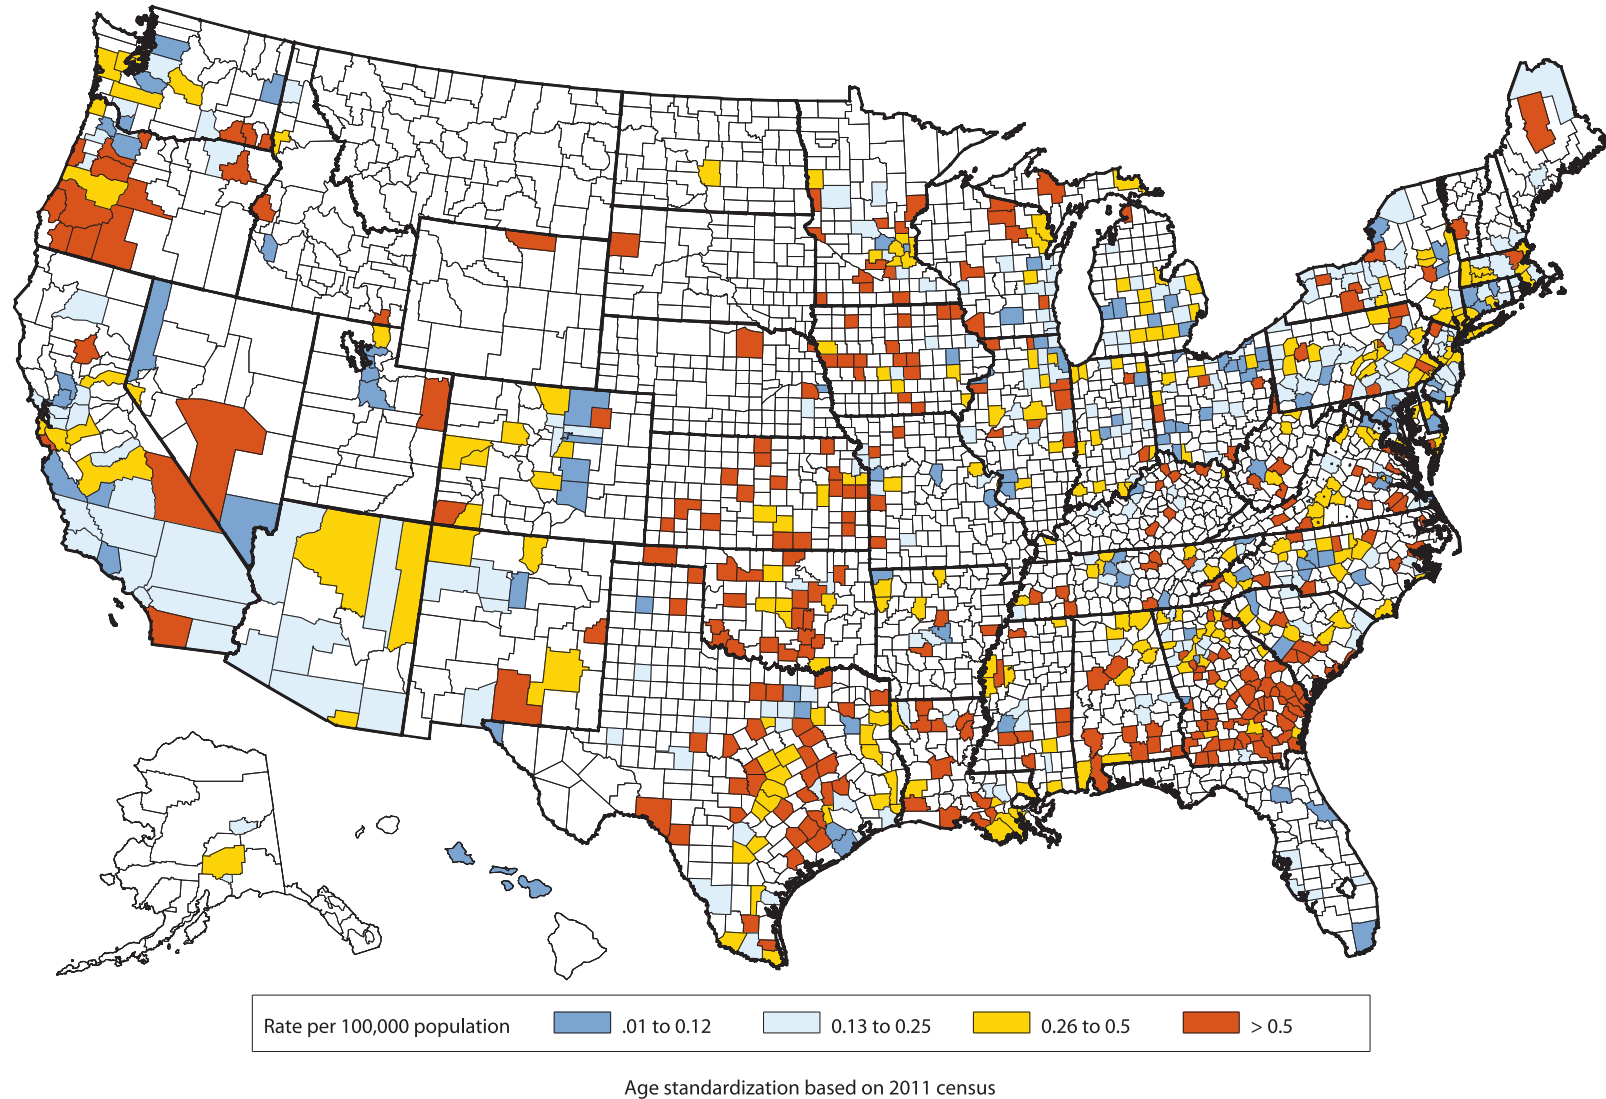 Rate per 100,000 population .01 to 0.12 0.13 to 0.25 0.26 to 0.5 > 0.5
Age standardization based on 2011 census